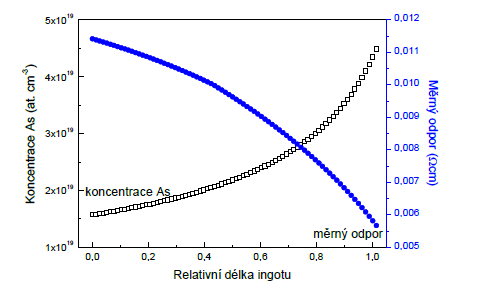 5x10¹⁹
4x10¹⁹
3x10¹⁹
2x10¹⁹
1x10¹⁹
Koncentrace As (at. cm⁻³)
koncentrace As
měrný odpor
0,0 0,2 0,4 0,6 0,8 1,0
Relativní délka ingotu
0,012
0,011
0,010
0,009
0,008
0,007
0,006
0,005
Měrný odpor (Ωcm)